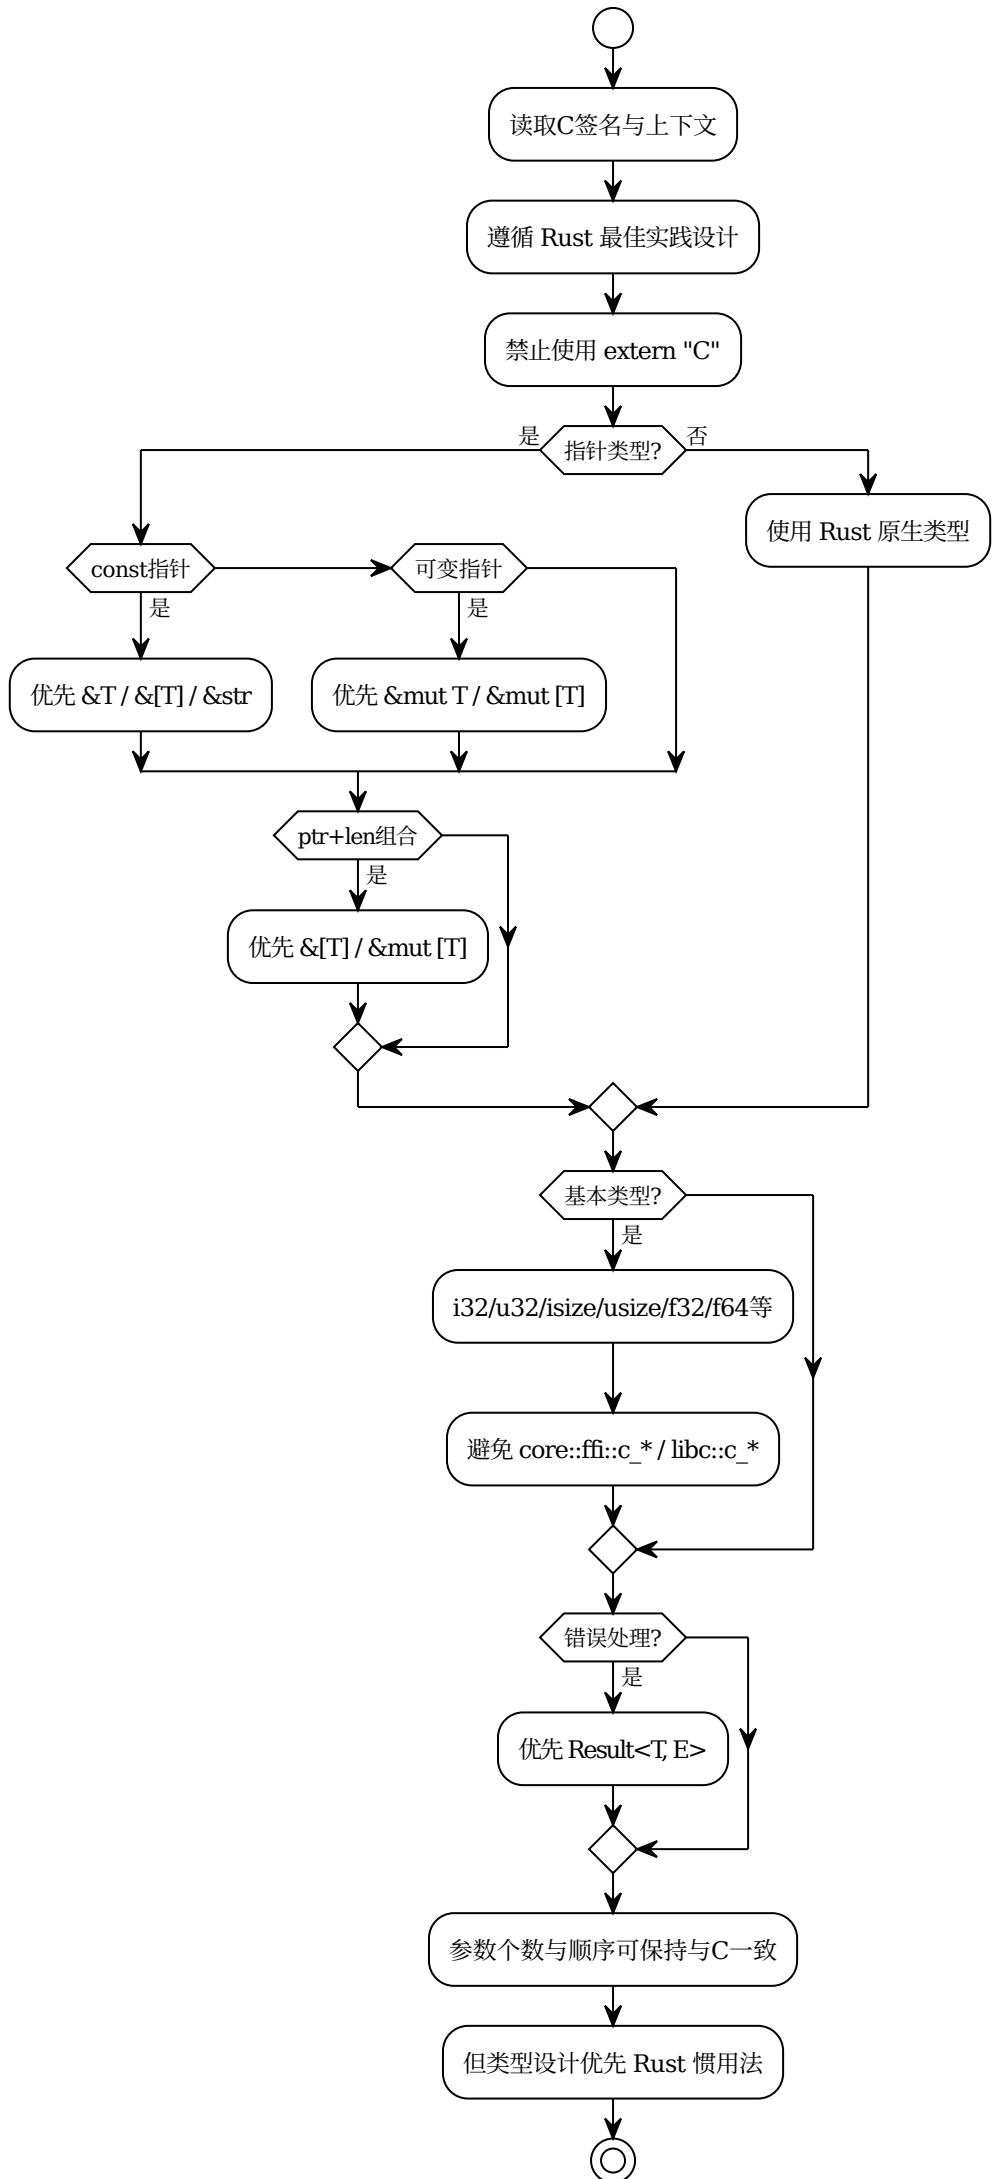 读取C签名与上下文
遵循 Rust 最佳实践设计
禁止使用 extern "C"
是
指针类型?
否
使用 Rust 原生类型
const指针
可变指针
是
是
优先 &T / &[T] / &str
优先 &mut T / &mut [T]
ptr+len组合
是
优先 &[T] / &mut [T]
基本类型?
是
i32/u32/isize/usize/f32/f64等
避免 core::ffi::c_* / libc::c_*
错误处理?
是
优先 Result<T, E>
参数个数与顺序可保持与C一致
但类型设计优先 Rust 惯用法